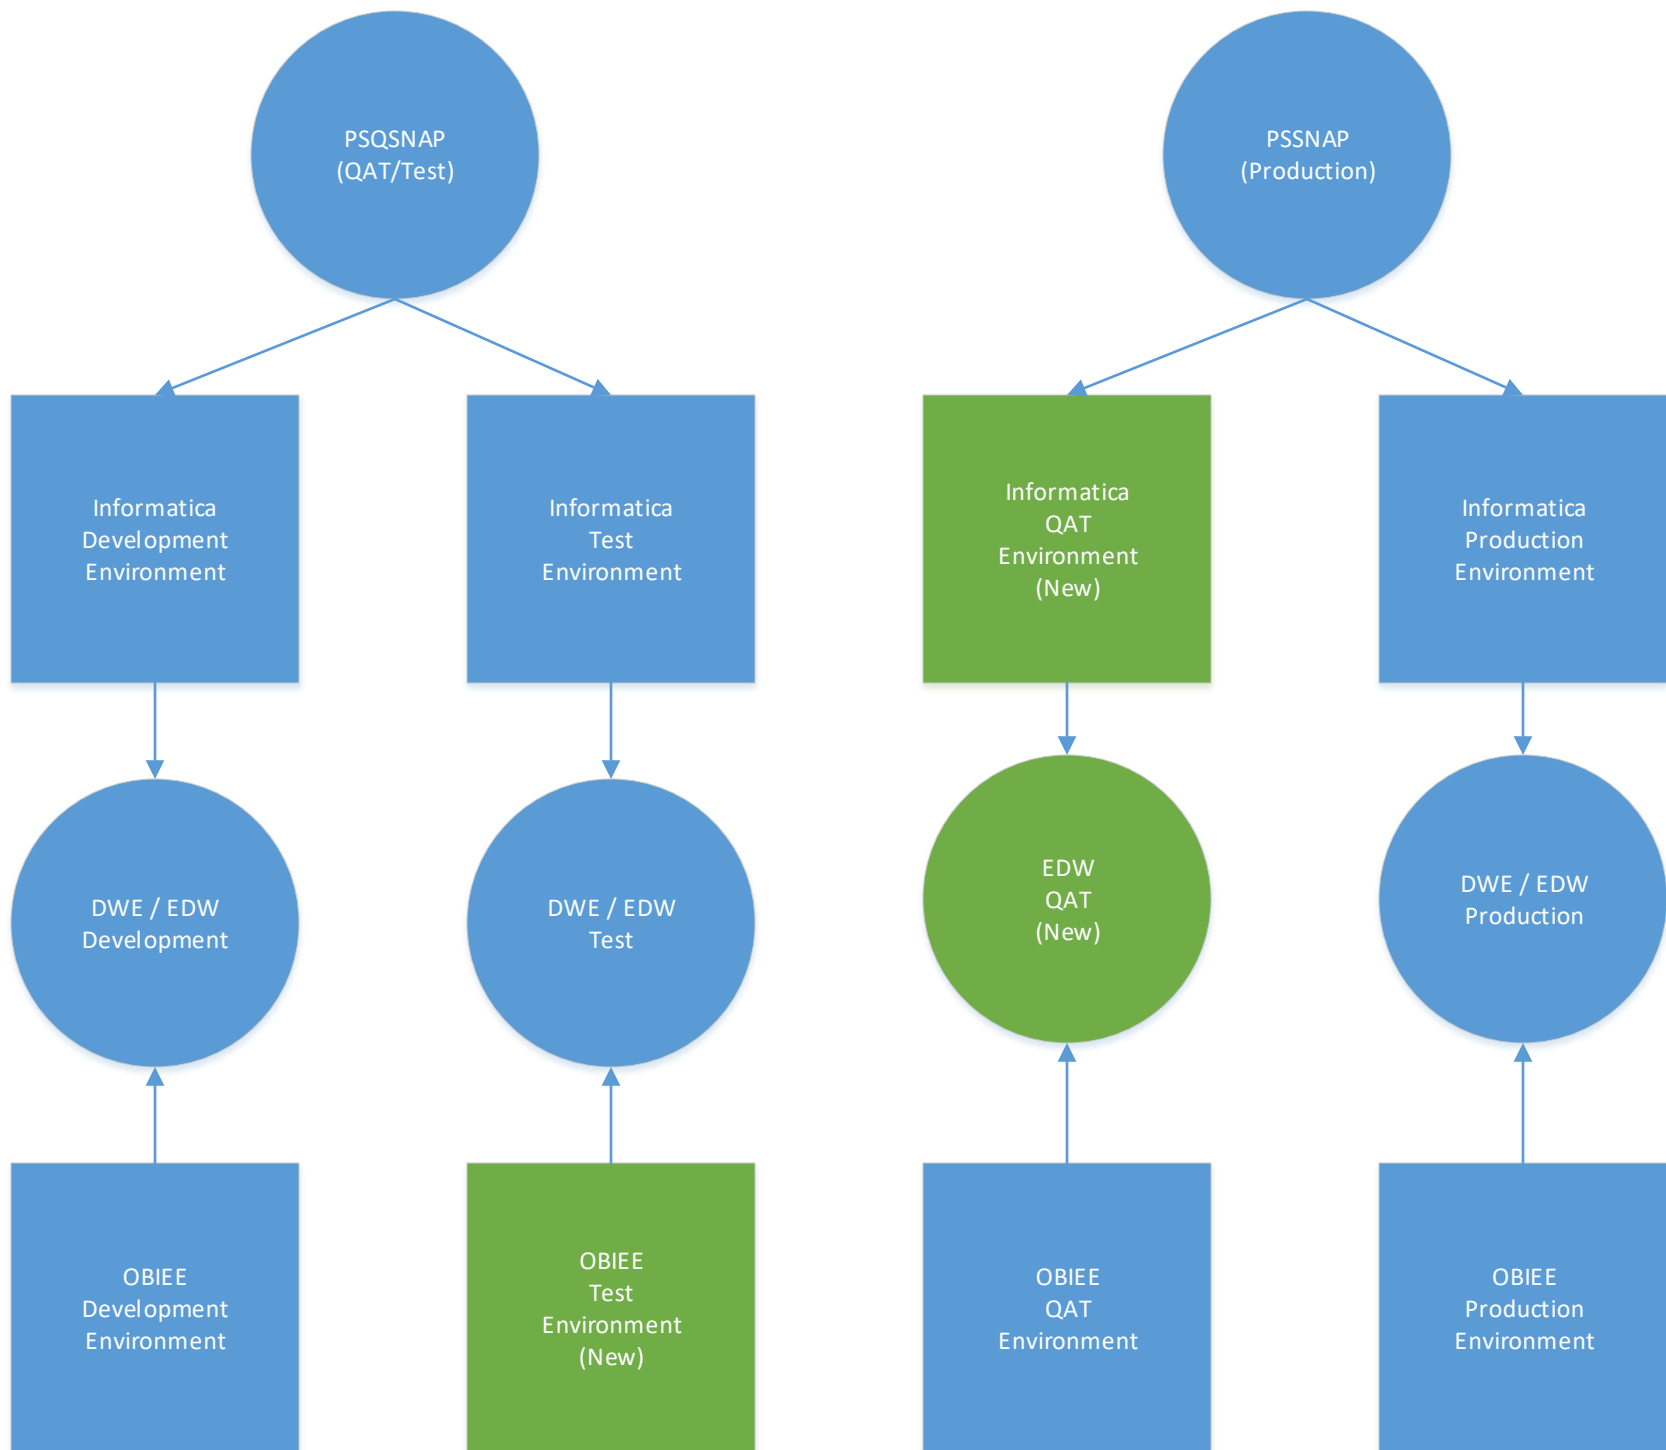 PSQSNAP
(QAT/Test)
PSSNAP
(Production)
Informatica
Development
Environment
Informatica
Test
Environment
Informatica
QAT
Environment
(New)
Informatica
Production
Environment
DWE / EDW
Development
DWE / EDW
Test
EDW
QAT
(New)
DWE / EDW
Production
OBIEE
Development
Environment
OBIEE
Test
Environment
(New)
OBIEE
QAT
Environment
OBIEE
Production
Environment